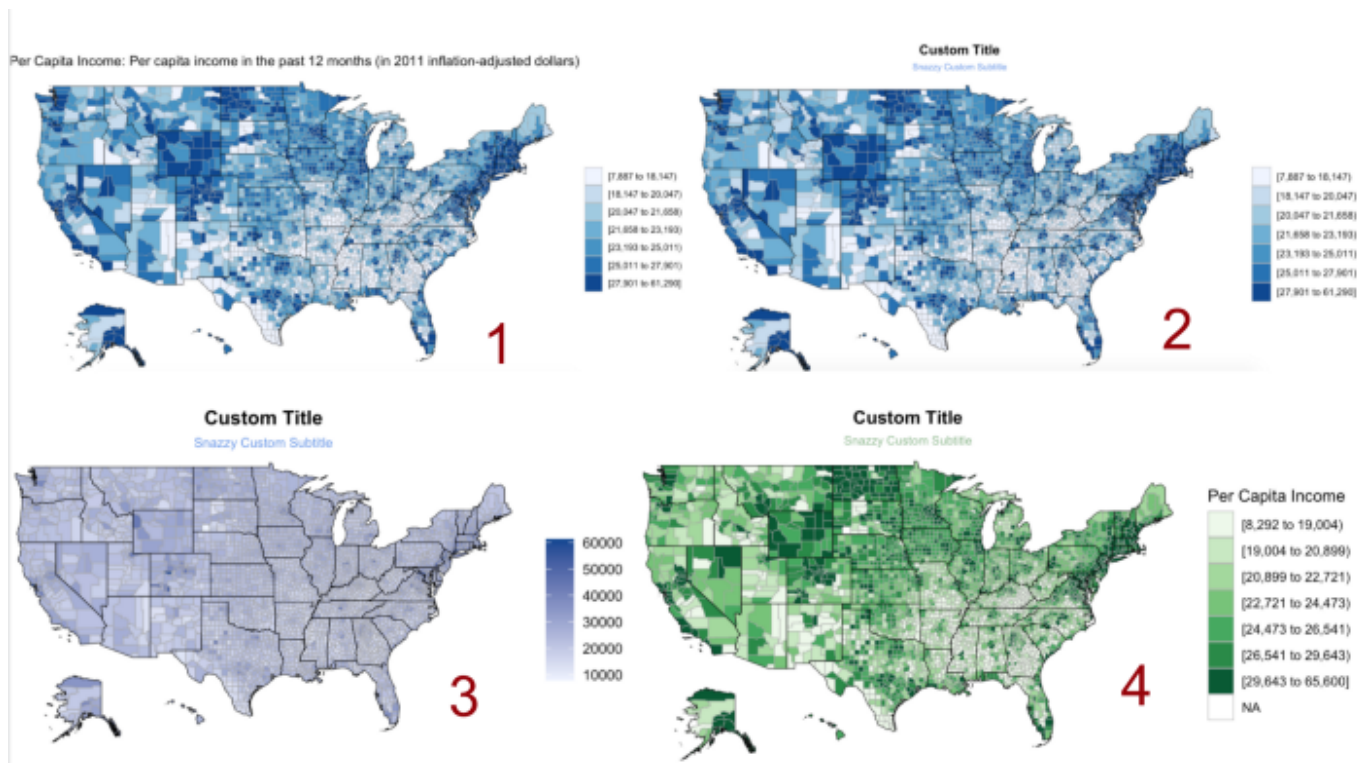 Per Capita Income: Per capita income in the past 12 months (in 2011 inflation-adjusted dollars)
[7,887 to 18,147)
[18,147 to 20,047)
[20,047 to 21,658)
[21,658 to 23,193)
[23,193 to 25,011)
[25,011 to 27,901)
[27,901 to 61,290]
1
Custom Title
Snazzy Custom Subtitle
[7,887 to 18,147)
[18,147 to 20,047)
[20,047 to 21,658)
[21,658 to 23,193)
[23,193 to 25,011)
[25,011 to 27,901)
[27,901 to 61,290]
2
Custom Title
Snazzy Custom Subtitle
60000
50000
40000
30000
20000
10000
3
Custom Title
Snazzy Custom Subtitle
Per Capita Income
[8,292 to 19,004)
[19,004 to 20,899)
[20,899 to 22,721)
[22,721 to 24,473)
[24,473 to 26,541)
[26,541 to 29,643)
[29,643 to 65,600]
NA
4